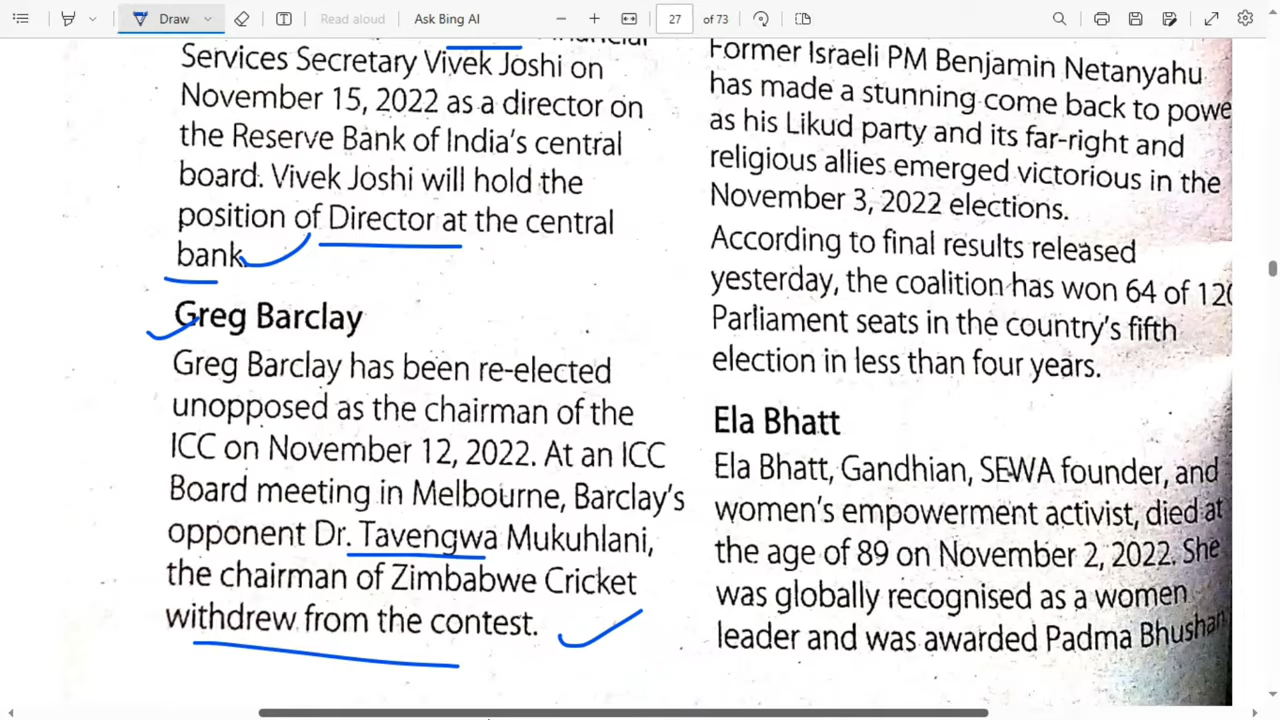 Draw
Read aloud
Ask Bing AI
27
of 73
Services Secretary Vivek Joshi on
November 15, 2022 as a director on
the Reserve Bank of India's central
board. Vivek Joshi will hold the
position of Director at the central
bank.
Greg Barclay
Greg Barclay has been re-elected
unopposed as the chairman of the
ICC on November 12, 2022. At an ICC
Board meeting in Melbourne, Barclay's
opponent Dr. Tavengwa Mukuhlani,
the chairman of Zimbabwe Cricket
withdrew from the contest.
Former Israeli PM Benjamin Netanyahu
has made a stunning come back to powe
as his Likud party and its far-right and
religious allies emerged victorious in the
November 3, 2022 elections.
According to final results released
yesterday, the coalition has won 64 of 120
Parliament seats in the country's fifth
election in less than four years.
Ela Bhatt
Ela Bhatt, Gandhian, SEWA founder, and
women's empowerment activist, died at
the age of 89 on November 2, 2022. She
was globally recognised as a women
leader and was awarded Padma Bhushan